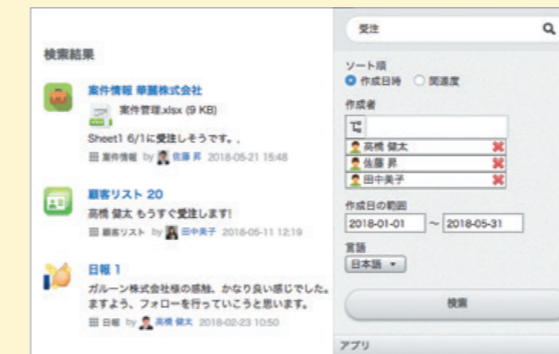 検索結果
案件情報 華麗株式会社
案件管理.xlsx (9 KB)
Sheet1 6/1に受注しそうです。.
案件情報 by 佐藤 昇 2018-05-21 15:48
顧客リスト 20
高橋 健太 もうすぐ受注します!
顧客リスト by 田中美子 2018-05-11 12:19
日報 1
ガルーン株式会社様の感触、かなり良い感じでした。
ますよう、フォローを行っていこうと思います。
日報 by 高橋 健太 2018-02-23 10:50
受注
ソート順
作成日時 関連度
作成者
高橋 健太
佐藤 昇
田中美子
作成日の範囲
2018-01-01 ～ 2018-05-31
言語
日本語
検索
アプリ